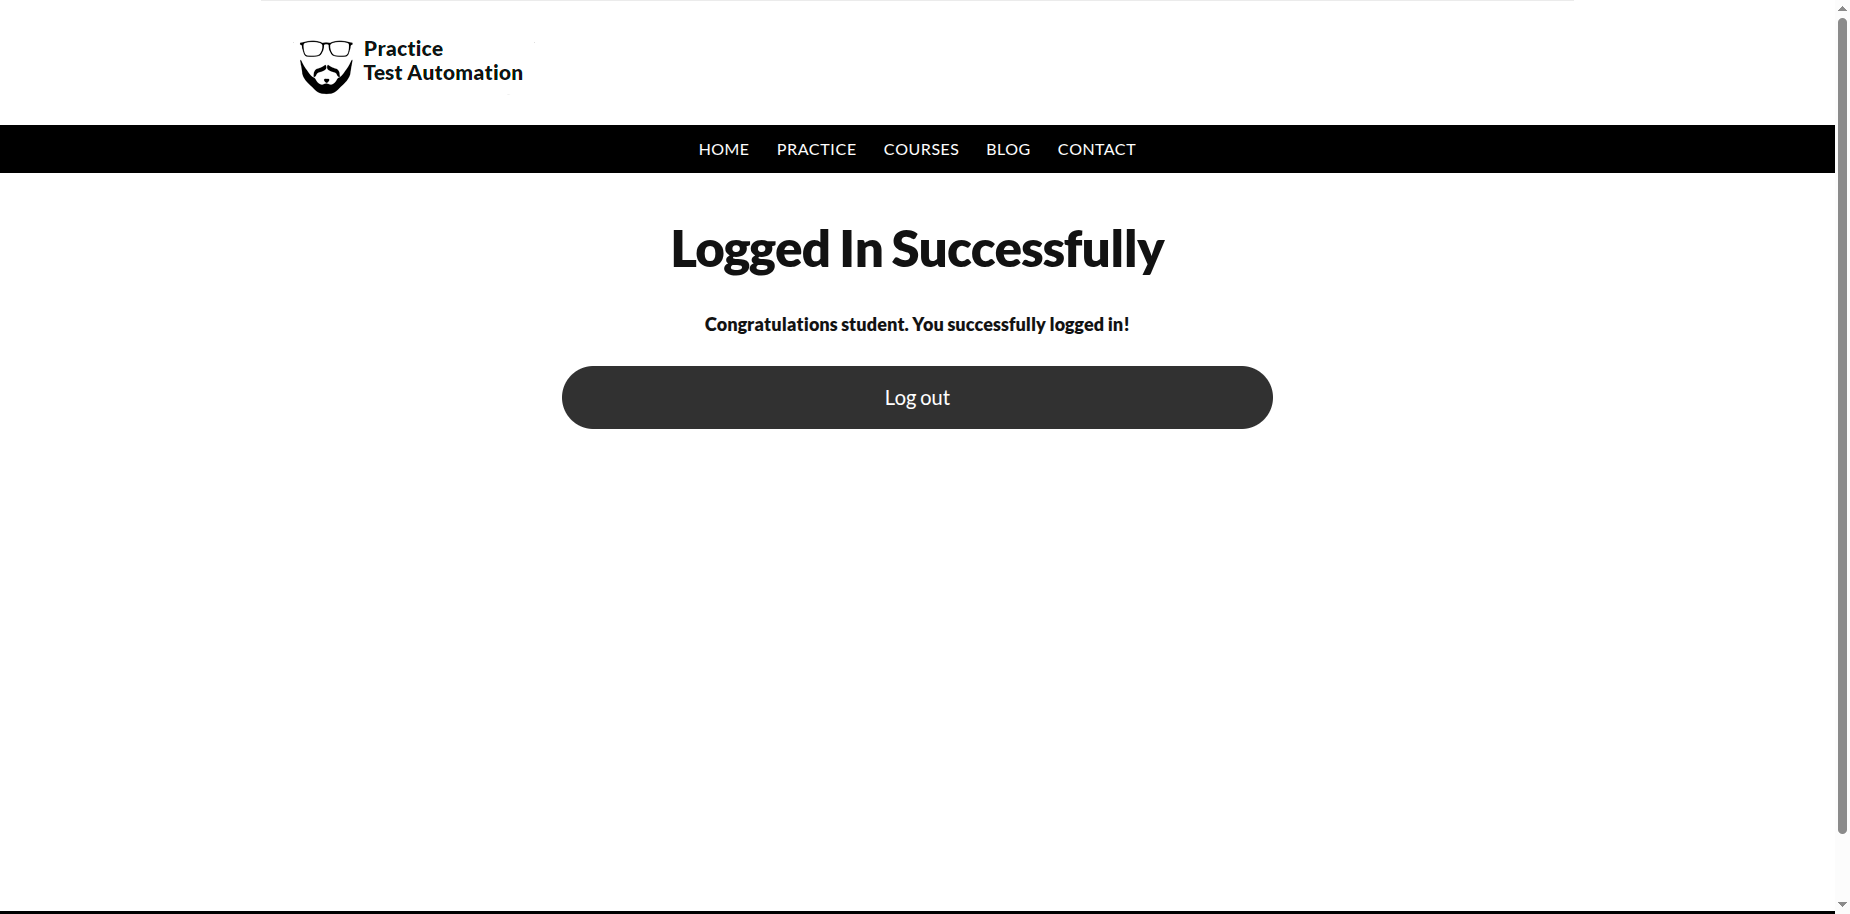 Practice
Test Automation
HOME PRACTICE COURSES BLOG CONTACT
Logged In Successfully
Congratulations student. You successfully logged in!
Log out